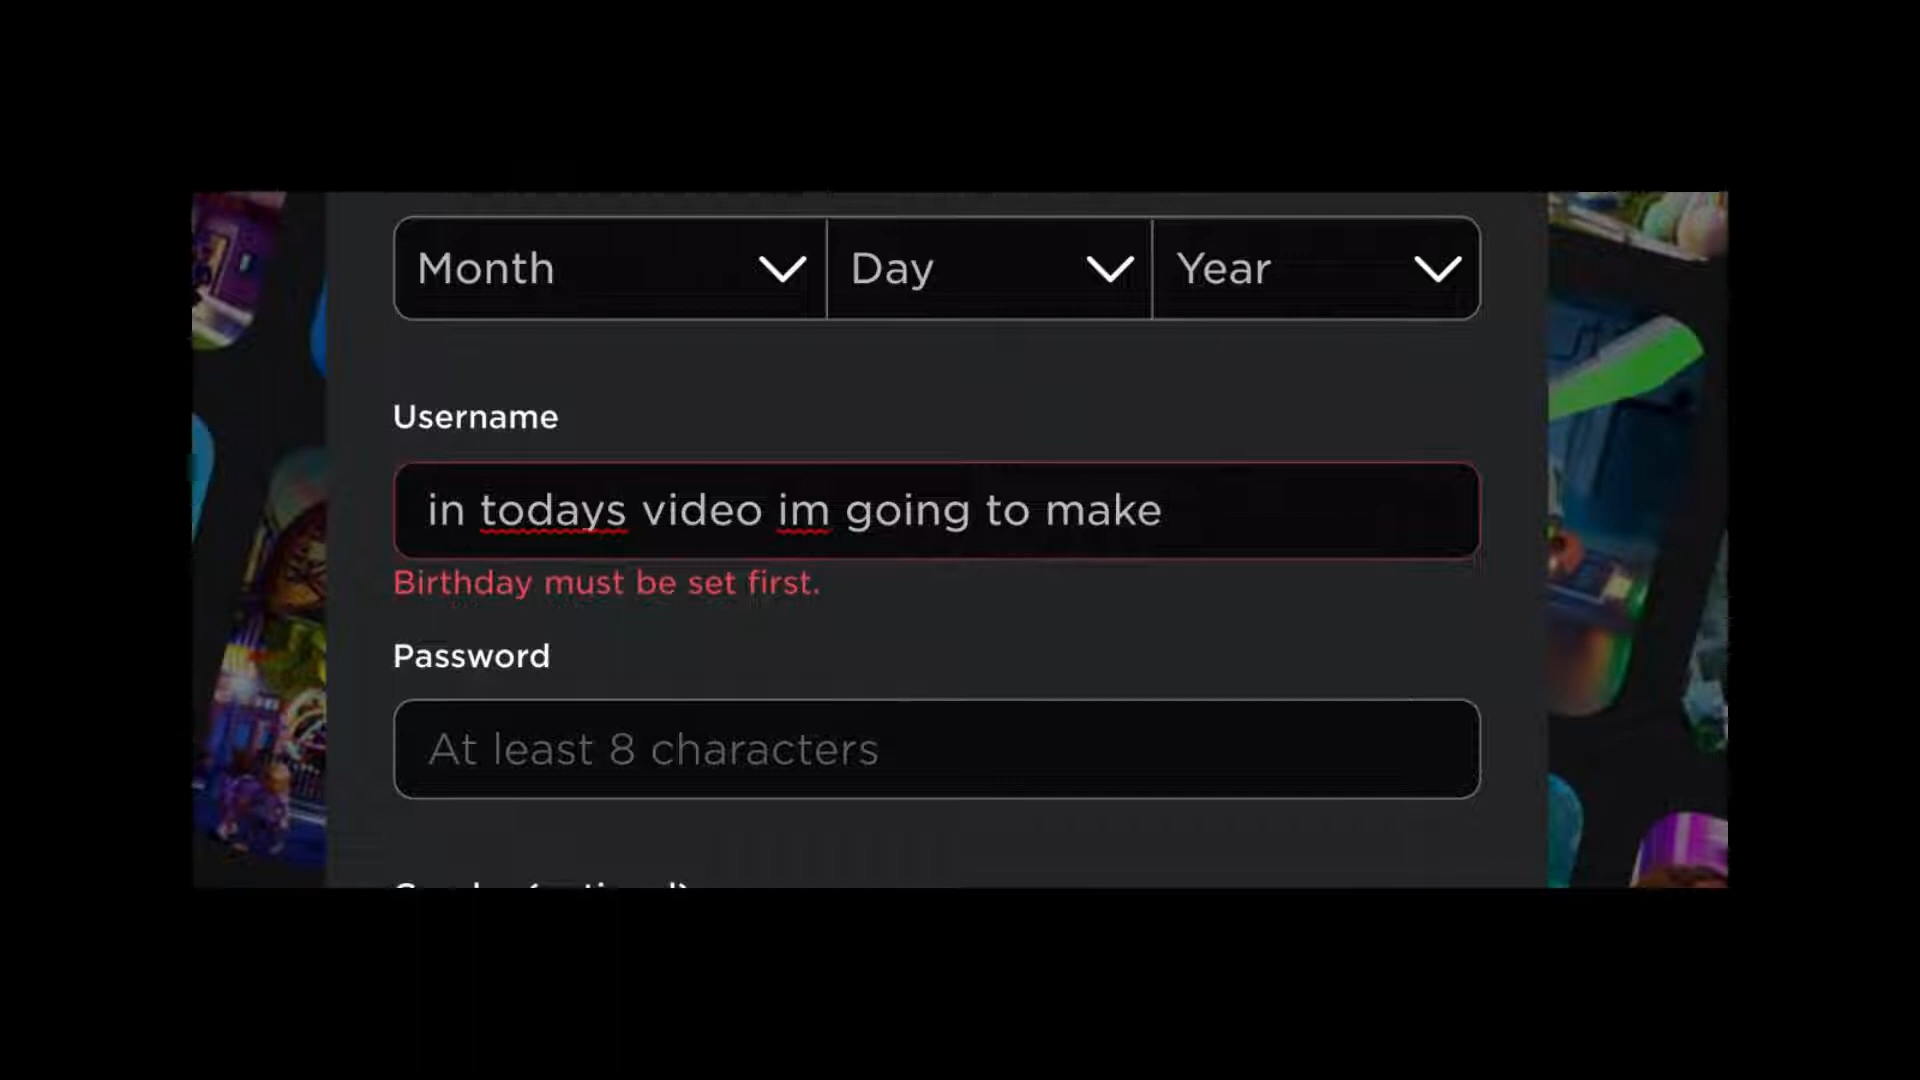 Month Day Year
Username
in todays video im going to make
Birthday must be set first.
Password
At least 8 characters